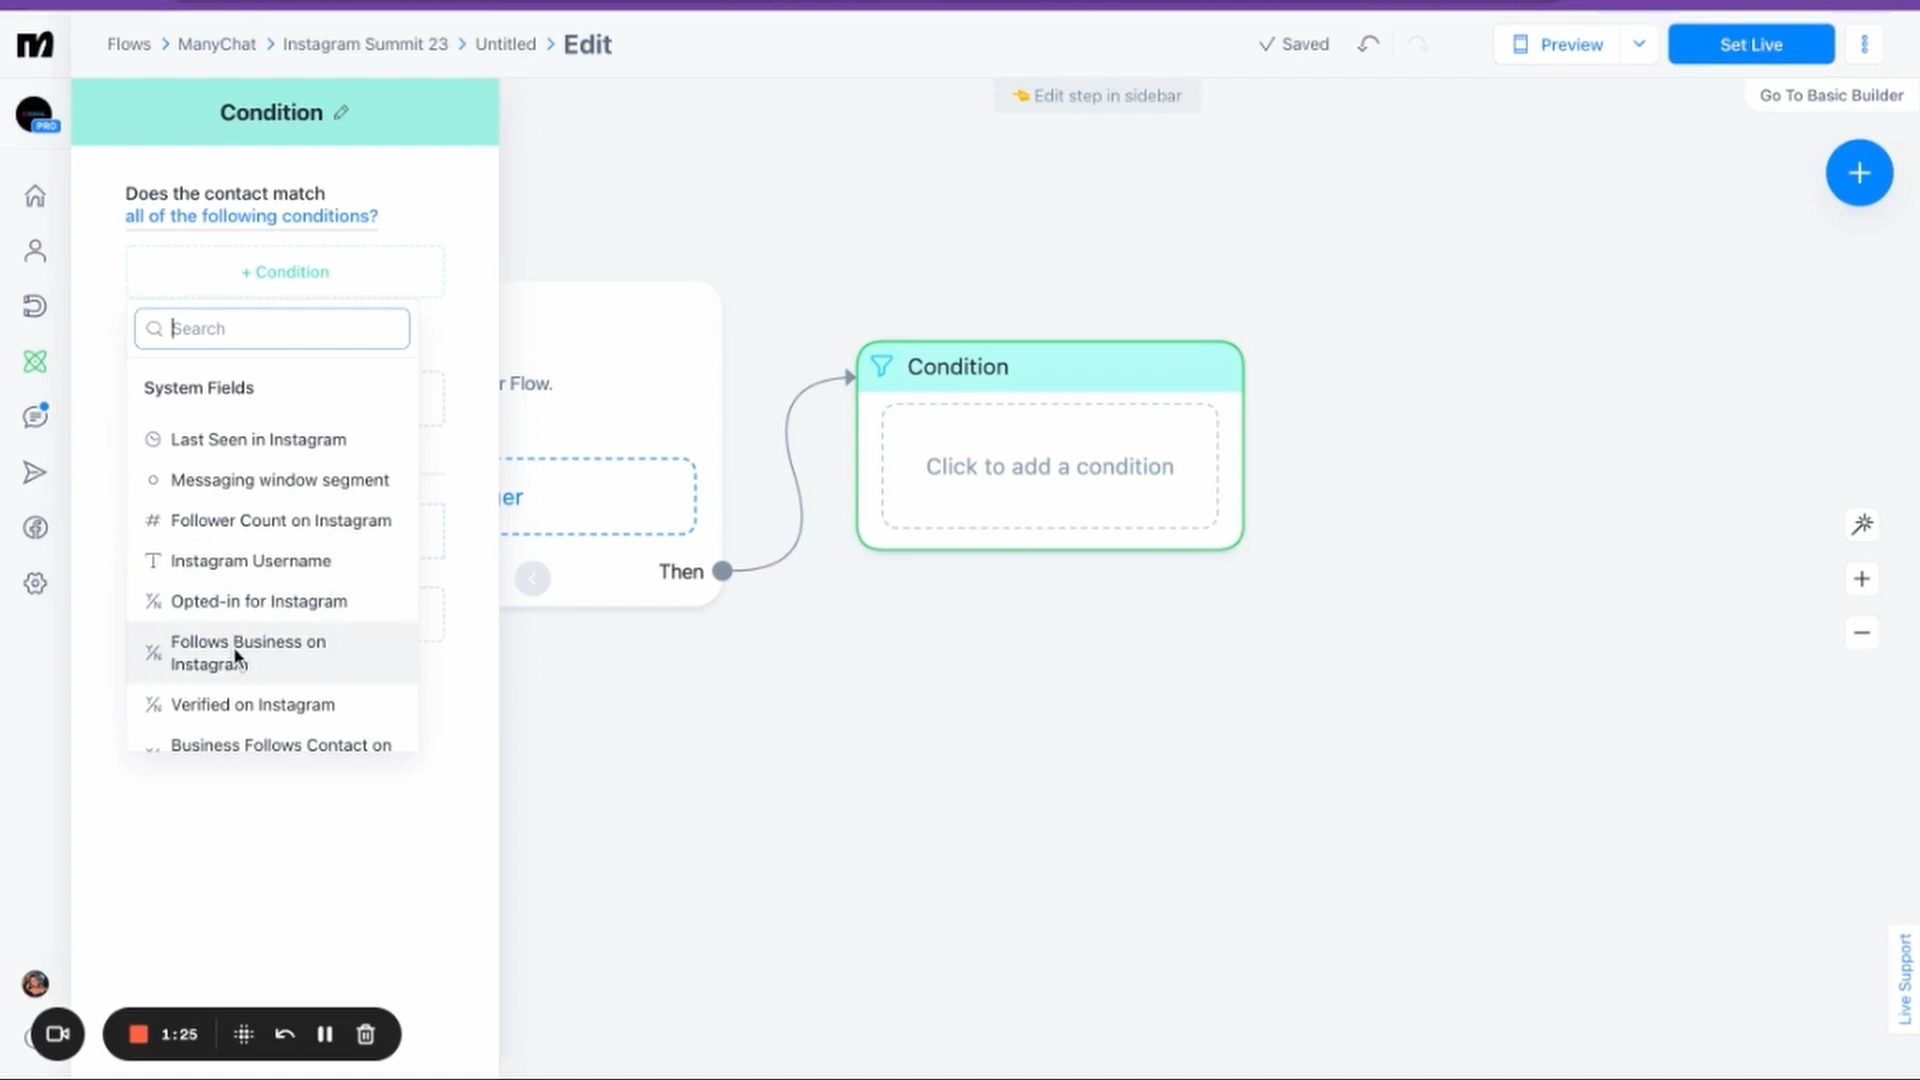 Flows > ManyChat > Instagram Summit 23 > Untitled > Edit
Saved
Preview
Set Live
PRO
Condition
👈 Edit step in sidebar
Go To Basic Builder
Does the contact match
all of the following conditions?
+ Condition
Search
System Fields
Last Seen in Instagram
Messaging window segment
Follower Count on Instagram
Instagram Username
Opted-in for Instagram
Follows Business on
Instagram
Verified on Instagram
Business Follows Contact on
r Flow.
er
Then
Condition
Click to add a condition
Live Support
1:25